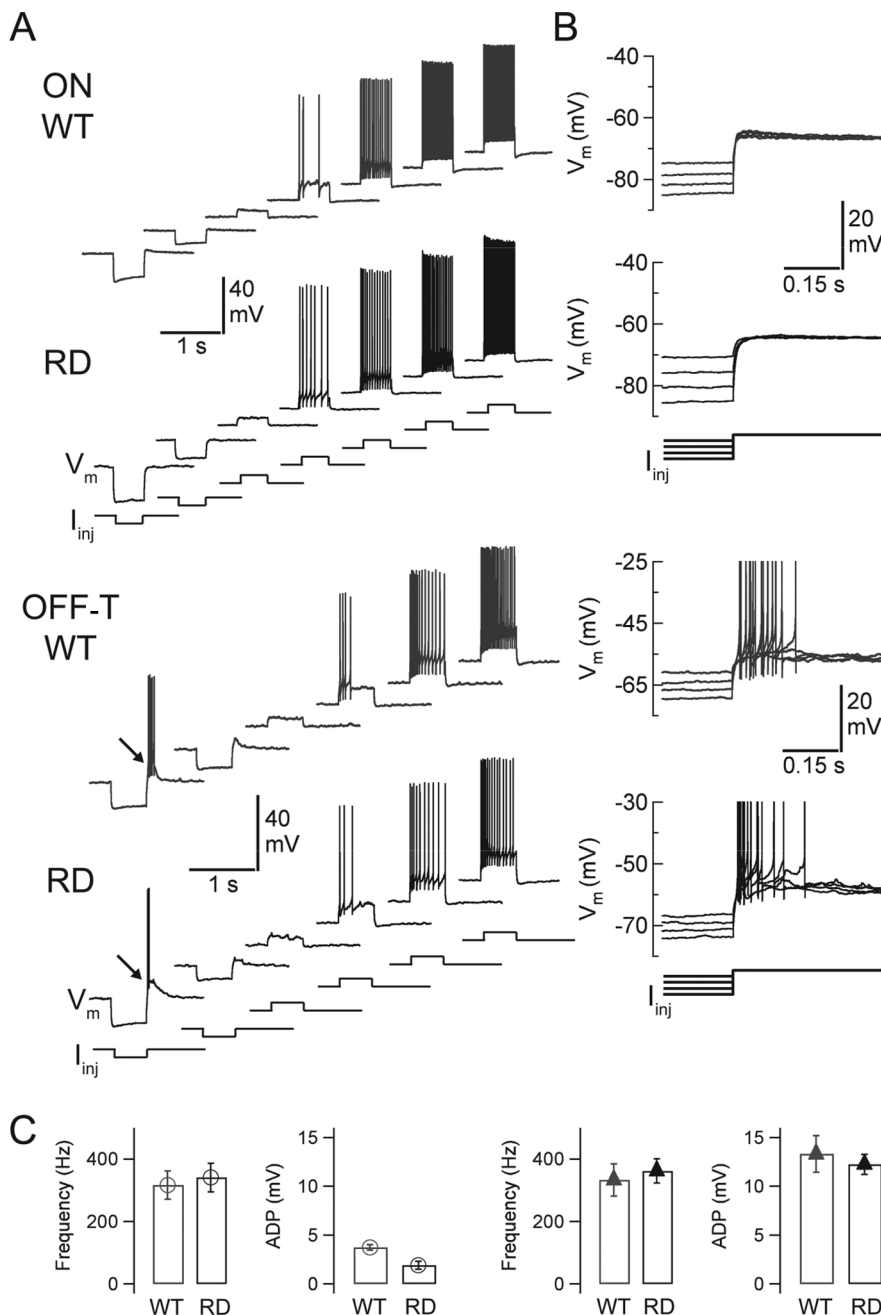 A
ON
WT
40
mV
1 s
RD
Vm
Iinj
OFF-T
WT
40
mV
1 s
RD
Vm
Iinj
B
Vm (mV)
-40
-60
-80
20
mV
0.15 s
Vm (mV)
-40
-60
-80
Iinj
Vm (mV)
-25
-45
-65
20
mV
0.15 s
Vm (mV)
-30
-50
-70
Iinj
C
Frequency (Hz)
400
200
0
WT RD
ADP (mV)
15
10
5
0
WT RD
Frequency (Hz)
400
200
0
WT RD
ADP (mV)
15
10
5
0
WT RD